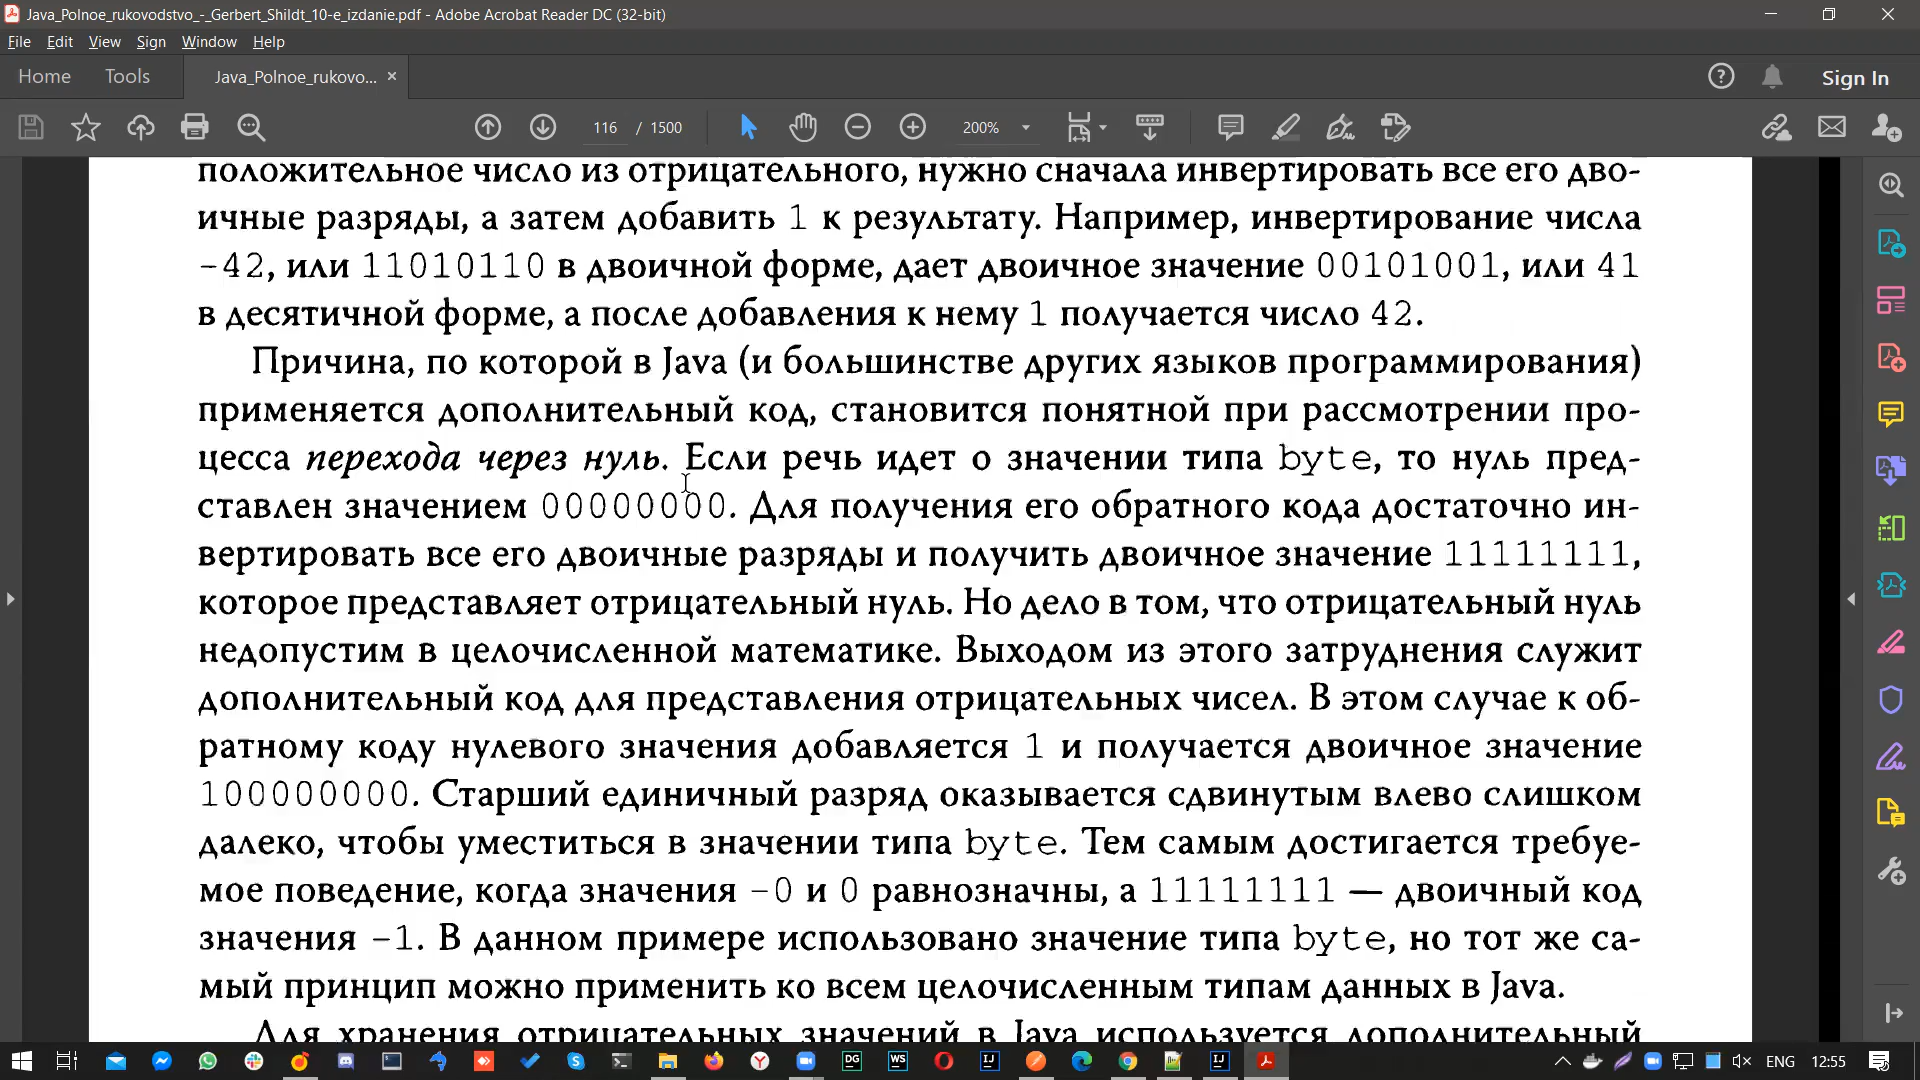 Java_Polnoe_rukovodstvo_-_Gerbert_Shildt_10-e_izdanie.pdf - Adobe Acrobat Reader DC (32-bit)
File Edit View Sign Window Help
Home Tools Java_Polnoe_rukovo... × Sign In
116 / 1500 200%
положительное число из отрицательного, нужно сначала инвертировать все его дво-
ичные разряды, а затем добавить 1 к результату. Например, инвертирование числа
-42, или 11010110 в двоичной форме, дает двоичное значение 00101001, или 41
в десятичной форме, а после добавления к нему 1 получается число 42.
Причина, по которой в Java (и большинстве других языков программирования)
применяется дополнительный код, становится понятной при рассмотрении про-
цесса перехода через нуль. Если речь идет о значении типа byte, то нуль пред-
ставлен значением 00000000. Для получения его обратного кода достаточно ин-
вертировать все его двоичные разряды и получить двоичное значение 11111111,
которое представляет отрицательный нуль. Но дело в том, что отрицательный нуль
недопустим в целочисленной математике. Выходом из этого затруднения служит
дополнительный код для представления отрицательных чисел. В этом случае к об-
ратному коду нулевого значения добавляется 1 и получается двоичное значение
100000000. Старший единичный разряд оказывается сдвинутым влево слишком
далеко, чтобы уместиться в значении типа byte. Тем самым достигается требуе-
мое поведение, когда значения -0 и 0 равнозначны, а 11111111 — двоичный код
значения -1. В данном примере использовано значение типа byte, но тот же са-
мый принцип можно применить ко всем целочисленным типам данных в Java.
Для хранения отрицательных значений в Java используется дополнительный
ENG 12:55